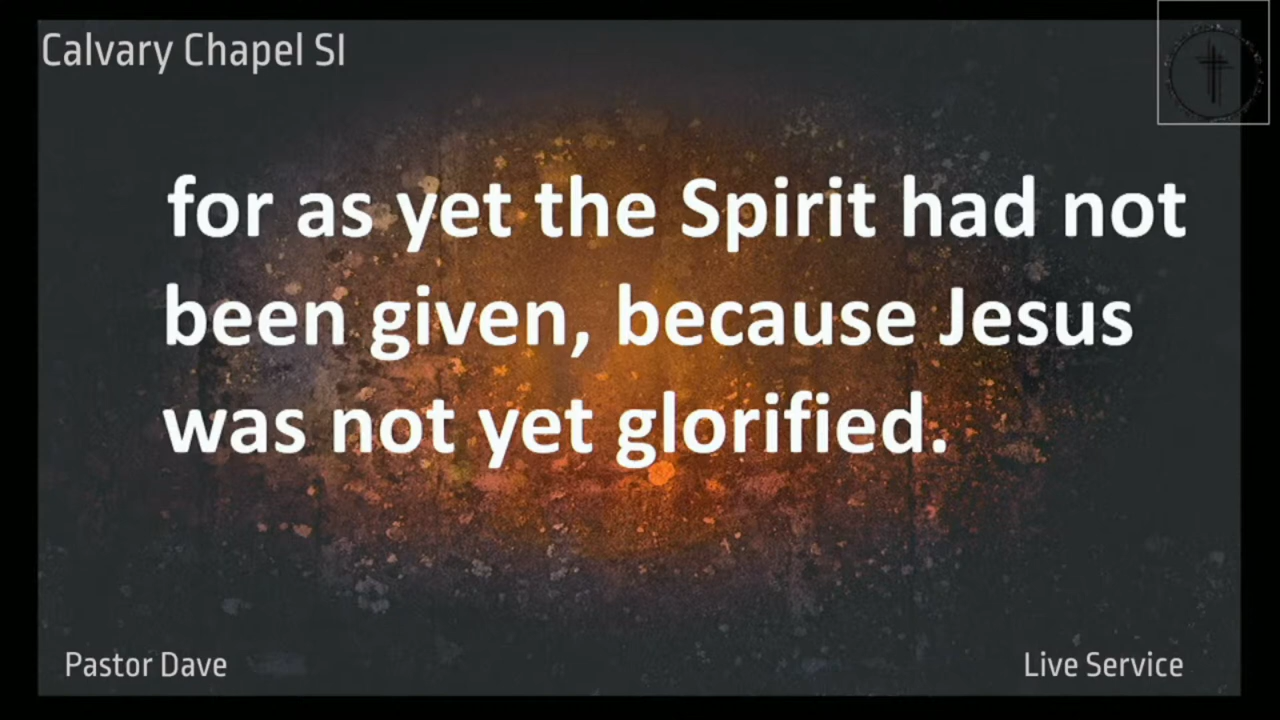 Calvary Chapel SI
for as yet the Spirit had not
been given, because Jesus
was not yet glorified.
Pastor Dave
Live Service